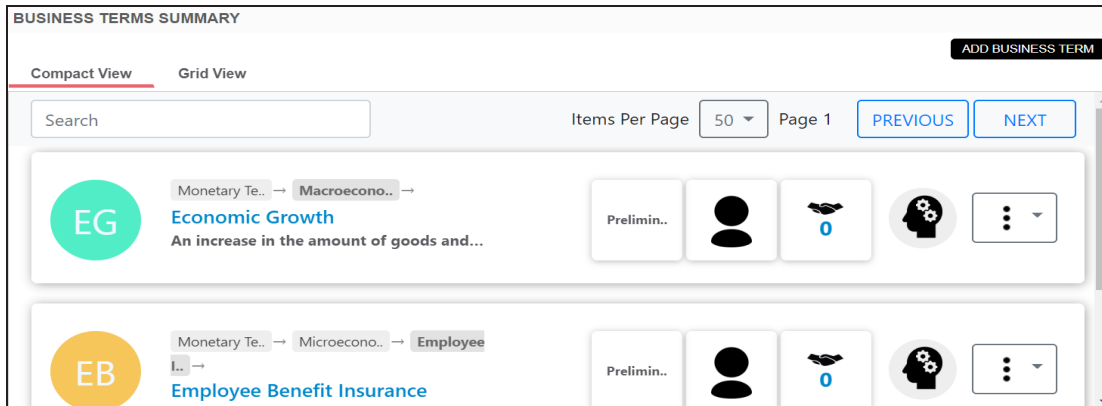 BUSINESS TERMS SUMMARY
ADD BUSINESS TERM
Compact View Grid View
Search Items Per Page 50 Page 1 PREVIOUS NEXT
EG
Monetary Te.. → Macroecono.. →
Economic Growth
An increase in the amount of goods and...
Prelimin..
0
EB
Monetary Te.. → Microecono.. → Employee
I.. →
Employee Benefit Insurance
Prelimin..
0